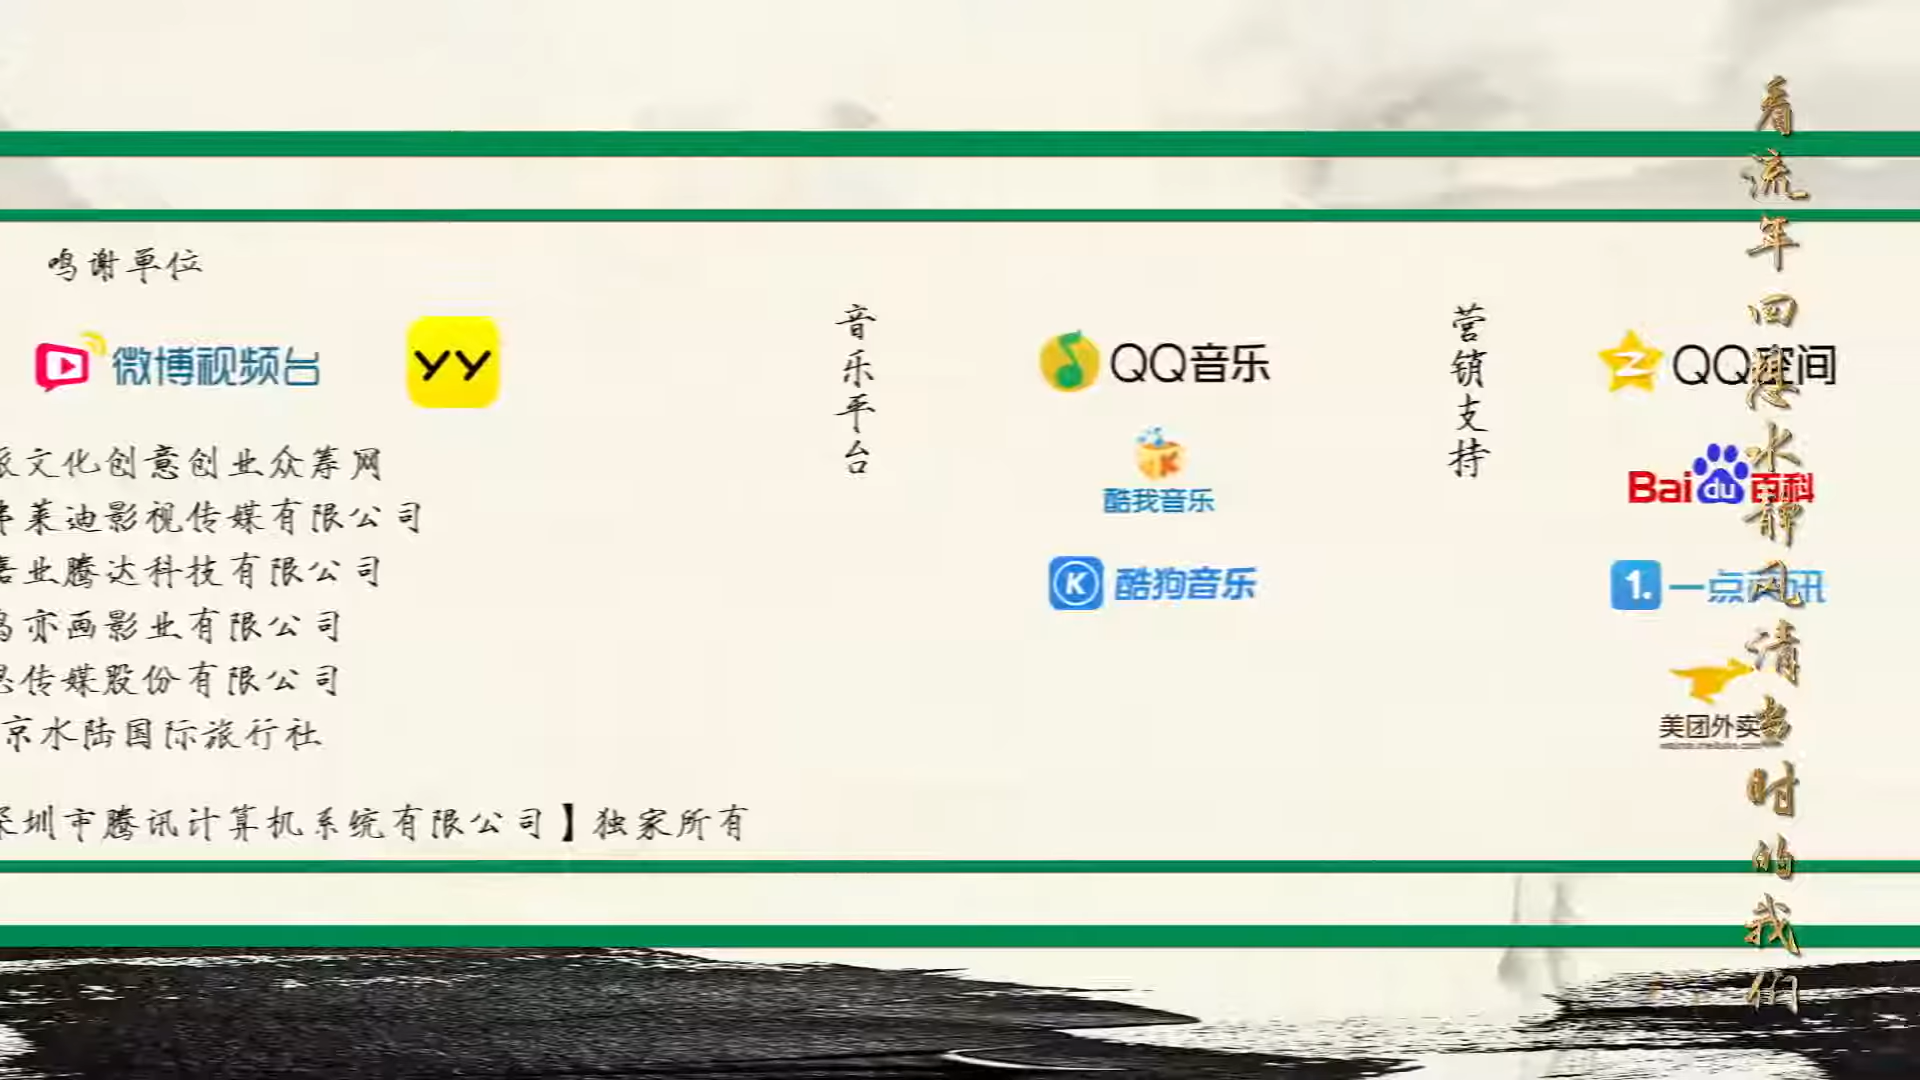 鸣谢单位
微博视频台
YY
文化创意创业众筹网
莱迪影视传媒有限公司
业腾达科技有限公司
亦画影业有限公司
传媒股份有限公司
京水陆国际旅行社
圳市腾讯计算机系统有限公司】独家所有
音乐平台
QQ音乐
酷我音乐
酷狗音乐
营销支持
QQ空间
Baidu百科
1.
一点资讯
美团外卖
看流年回想水静风清当时的我们